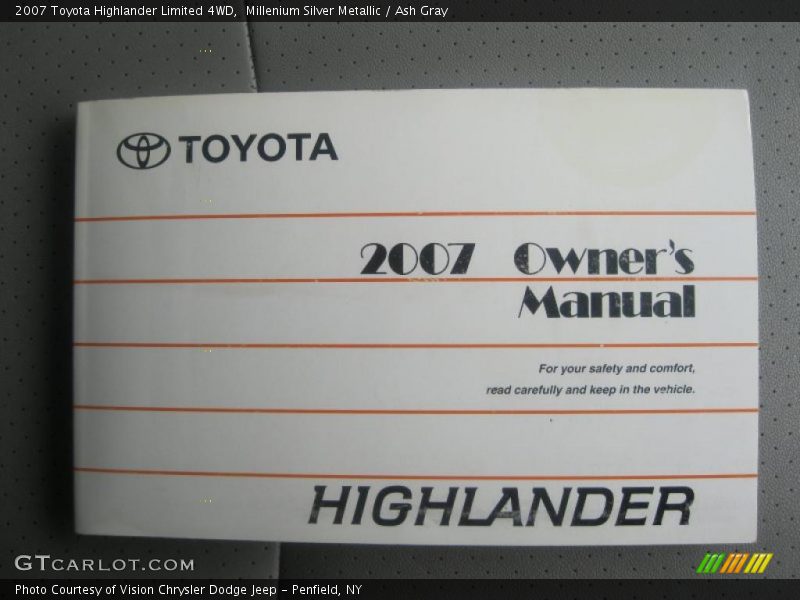 2007 Toyota Highlander Limited 4WD, Millenium Silver Metallic / Ash Gray
TOYOTA
2007 Owner's
Manual
For your safety and comfort,
read carefully and keep in the vehicle.
HIGHLANDER
GTCARLOT.COM
Photo Courtesy of Vision Chrysler Dodge Jeep - Penfield, NY